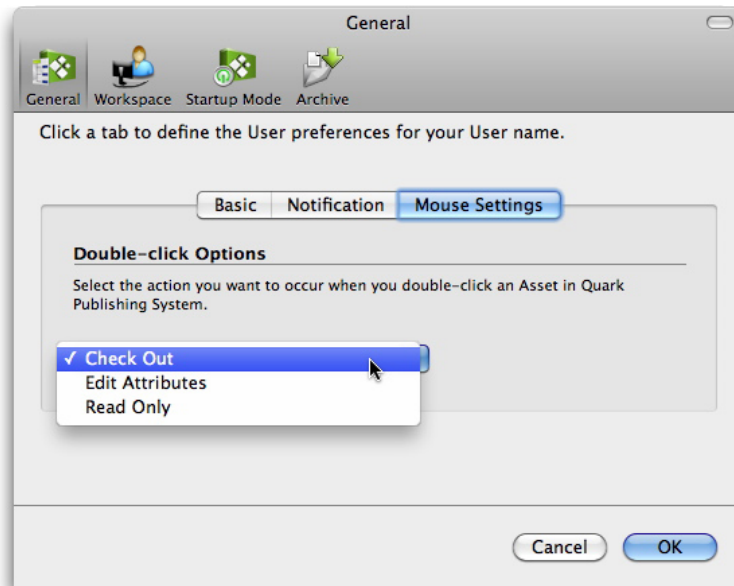 General
General Workspace Startup Mode Archive
Click a tab to define the User preferences for your User name.
Basic Notification Mouse Settings
Double-click Options
Select the action you want to occur when you double-click an Asset in Quark
Publishing System.
✓ Check Out
Edit Attributes
Read Only
Cancel OK